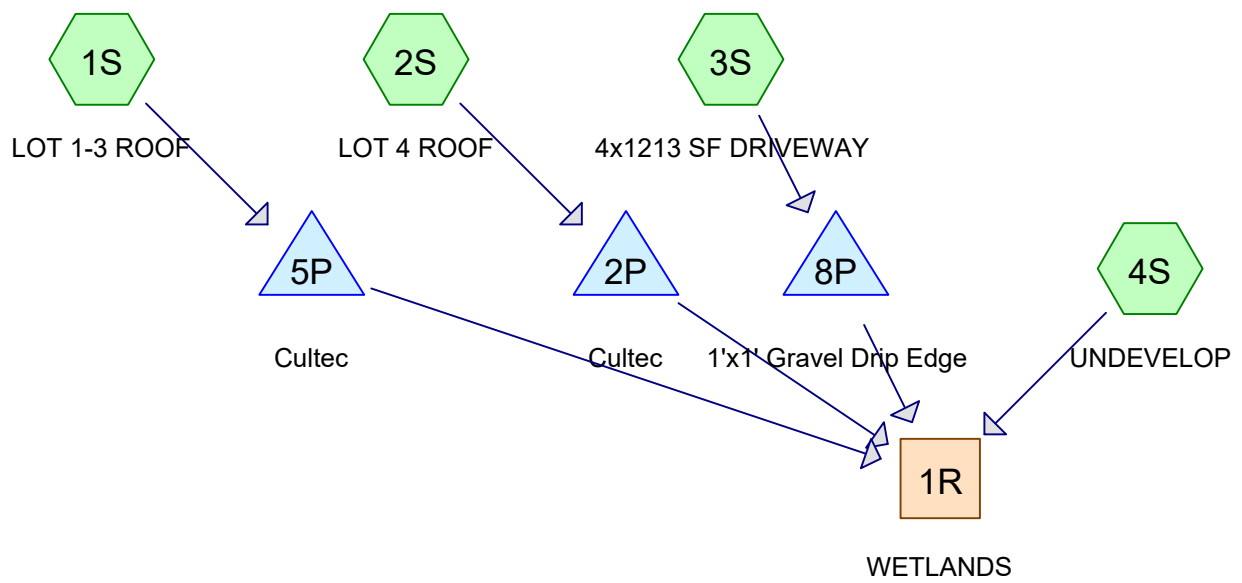 1S
2S
3S
LOT 1-3 ROOF
LOT 4 ROOF
4x1213 SF DRIVEWAY
5P
2P
8P
4S
Cultec
Cultec
1'x1' Gravel Drip Edge
UNDEVELOP
1R
WETLANDS